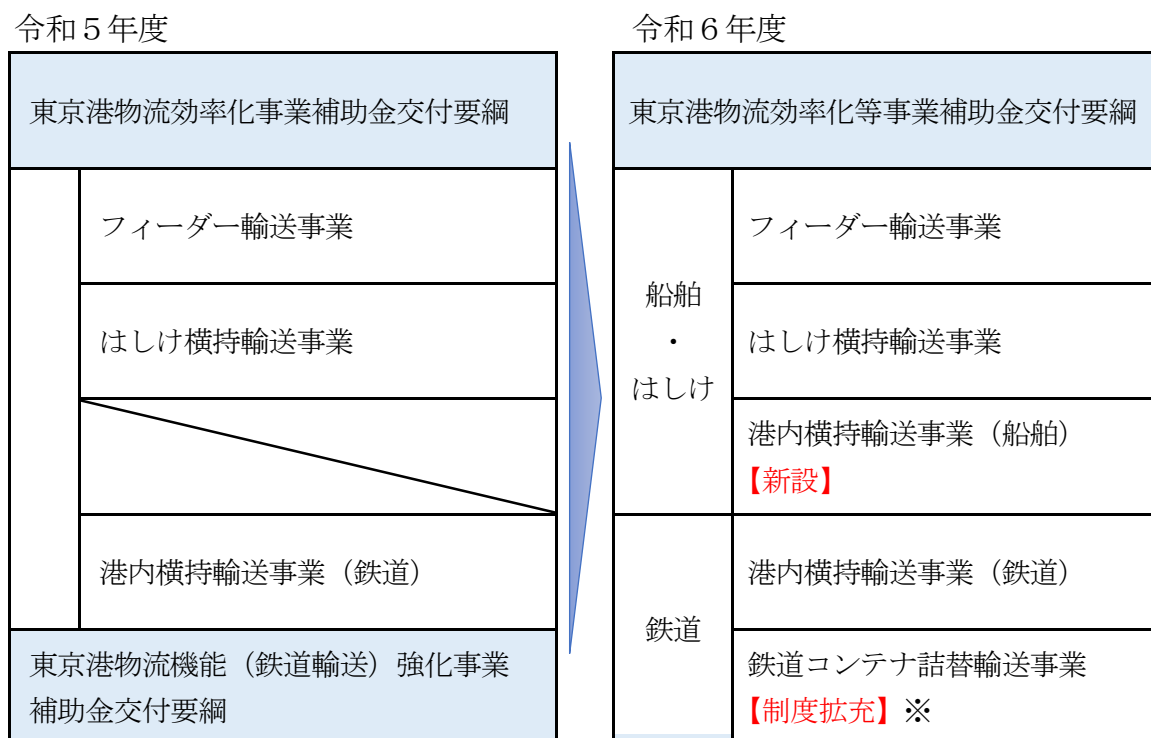 令和５年度
東京港物流効率化事業補助金交付要綱
フィーダー輸送事業
はしけ横持輸送事業
港内横持輸送事業（鉄道）
東京港物流機能（鉄道輸送）強化事業
補助金交付要綱
令和６年度
東京港物流効率化等事業補助金交付要綱
船舶
・
はしけ
フィーダー輸送事業
はしけ横持輸送事業
港内横持輸送事業（船舶）
【新設】
鉄道
港内横持輸送事業（鉄道）
鉄道コンテナ詰替輸送事業
【制度拡充】※